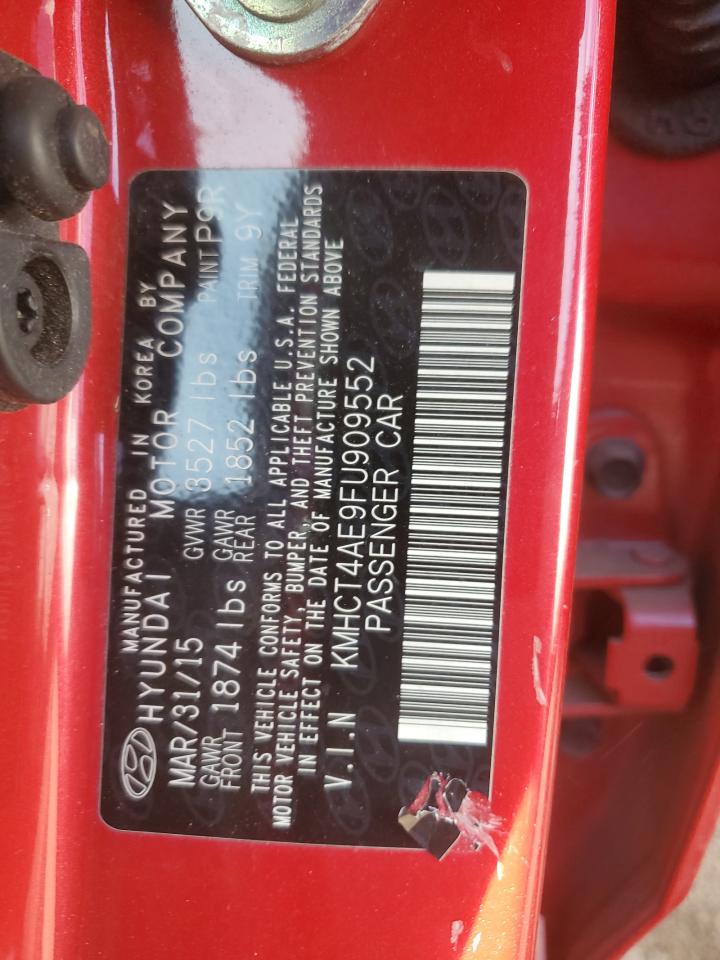 MANUFACTURED IN KOREA BY
HYUNDAI MOTOR COMPANY
MAR/31/15 GVWR 3527 lbs PAINT P9R
GAWR FRONT 1874 lbs GAWR REAR 1852 lbs TRIM 9Y
THIS VEHICLE CONFORMS TO ALL APPLICABLE U.S.A. FEDERAL
MOTOR VEHICLE SAFETY, BUMPER, AND THEFT PREVENTION STANDARDS
IN EFFECT ON THE DATE OF MANUFACTURE SHOWN ABOVE
V.I.N KMHCT4AE9FU909552
PASSENGER CAR